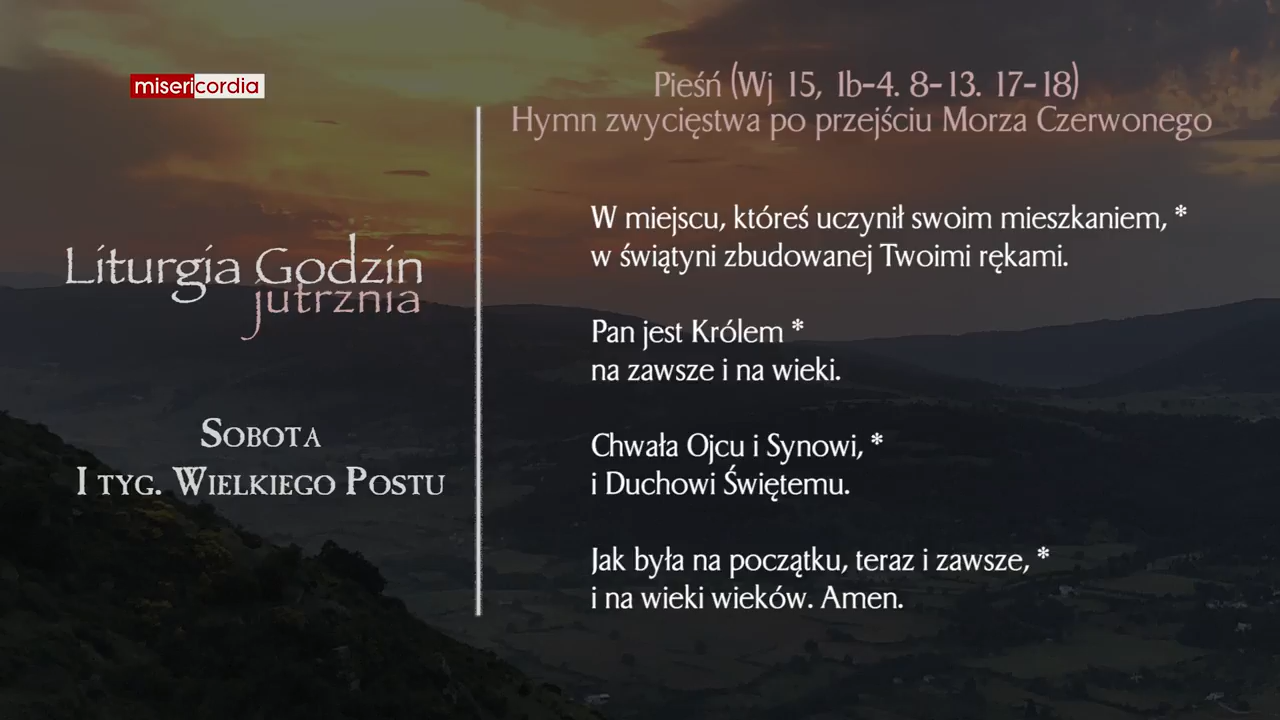 misericordia
Liturgia Godzin
jutrznia
Sobota
I tyg. Wielkiego Postu
Pieśń (Wj 15, 1b-4. 8-13. 17-18)
Hymn zwycięstwa po przejściu Morza Czerwonego
W miejscu, któreś uczynił swoim mieszkaniem, *
w świątyni zbudowanej Twoimi rękami.
Pan jest Królem *
na zawsze i na wieki.
Chwała Ojcu i Synowi, *
i Duchowi Świętemu.
Jak była na początku, teraz i zawsze, *
i na wieki wieków. Amen.